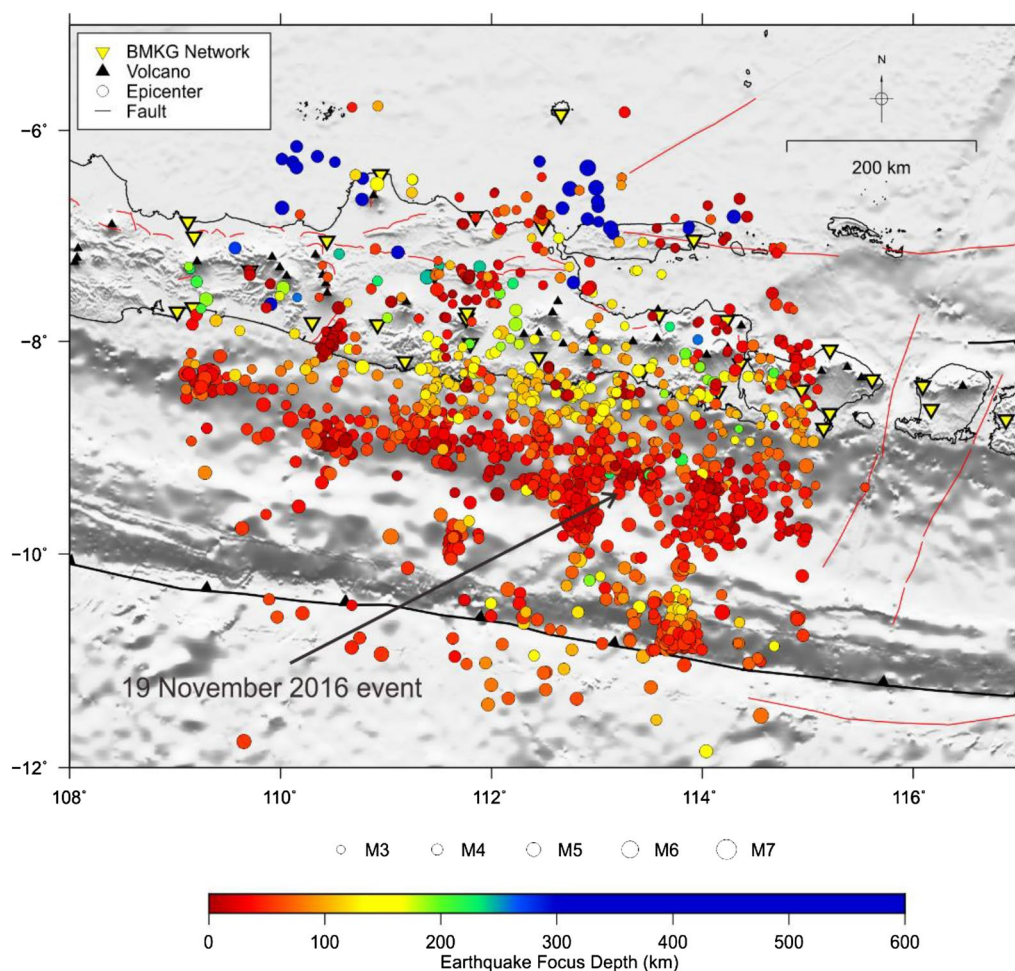 BMKG Network
Volcano
Epicenter
Fault
N
200 km
−6˚
−8˚
−10˚
−12˚
19 November 2016 event
108˚ 110˚ 112˚ 114˚ 116˚
M3 M4 M5 M6 M7
0 100 200 300 400 500 600
Earthquake Focus Depth (km)